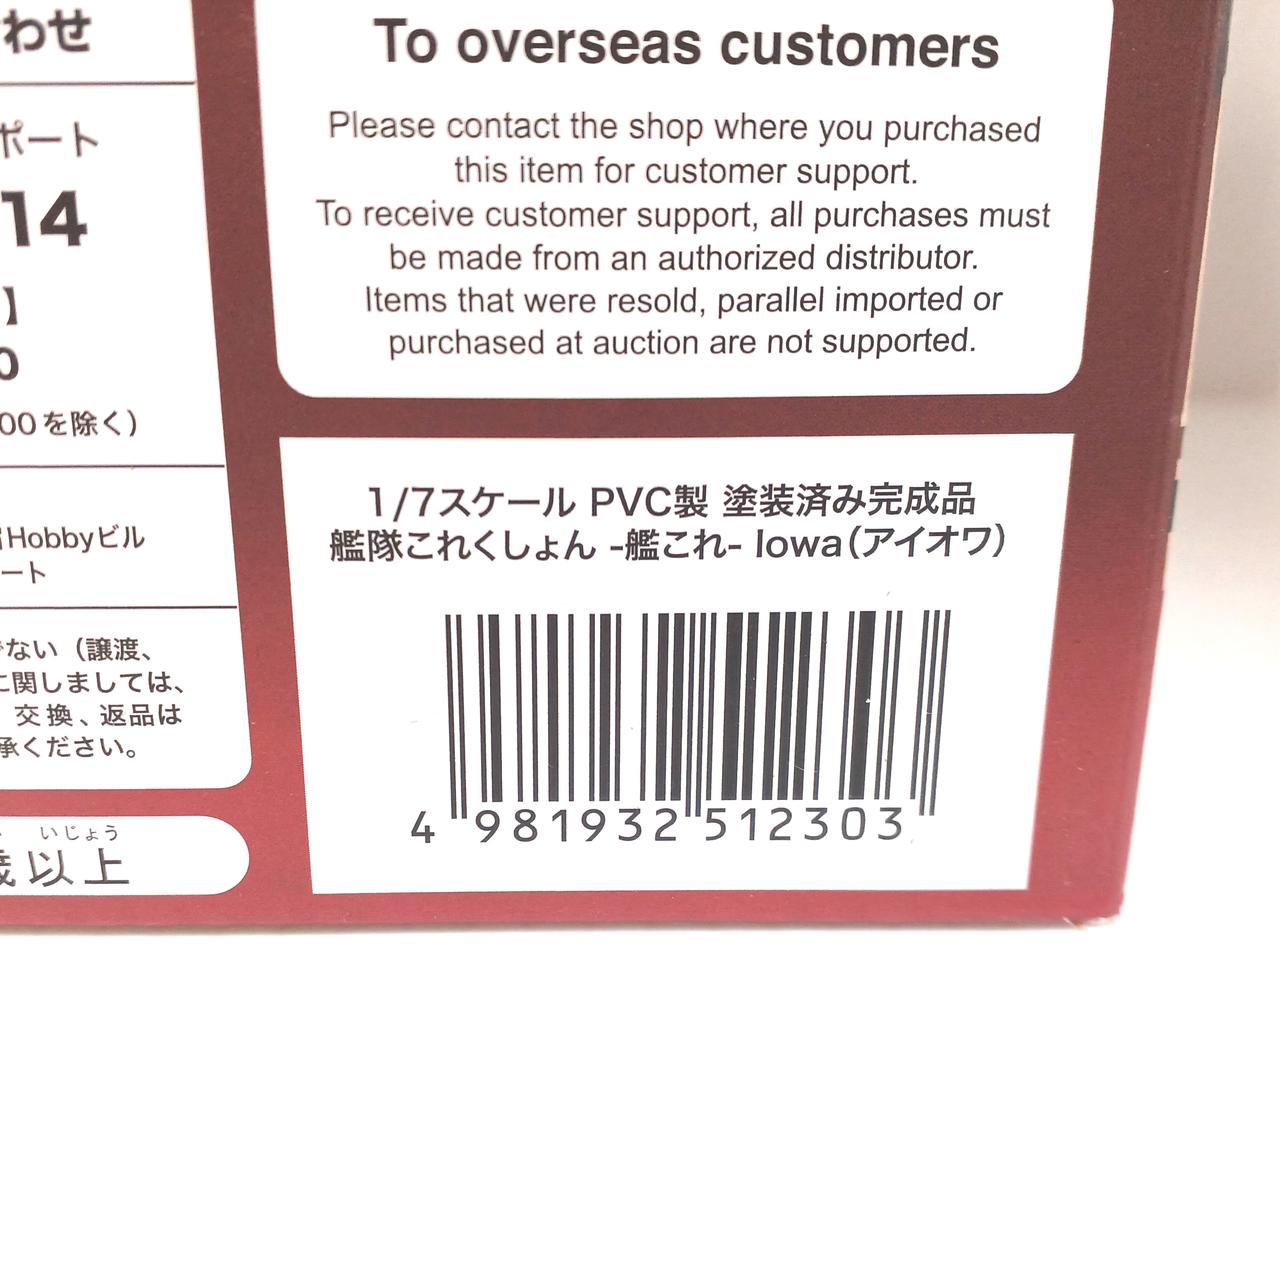 わせ
ポート
14
】
0
00を除く）
Hobbyビル
ート
でない（譲渡、
に関しましては、
交換、返品は
承ください。
いじょう
歳以上
To overseas customers
Please contact the shop where you purchased
this item for customer support.
To receive customer support, all purchases must
be made from an authorized distributor.
Items that were resold, parallel imported or
purchased at auction are not supported.
1/7スケール PVC製 塗装済み完成品
艦隊これくしょん -艦これ- Iowa（アイオワ）
4 981932 512303